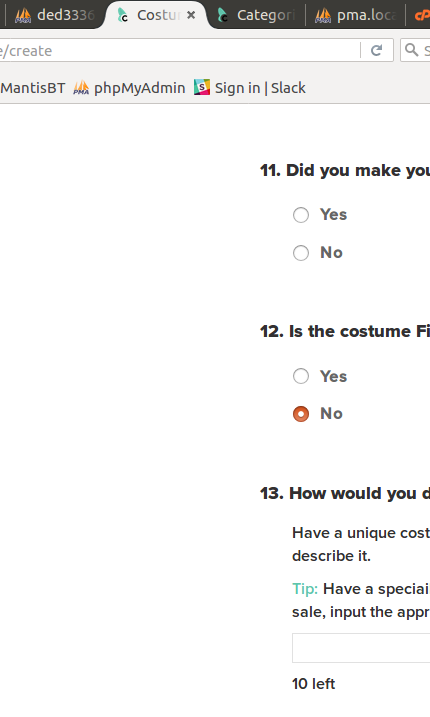 ded3336 Costu Categor pma.loca
e/create S
MantisBT phpMyAdmin Sign in | Slack
11. Did you make you
Yes
No
12. Is the costume Fi
Yes
No
13. How would you d
Have a unique cost
describe it.
Tip: Have a speciai
sale, input the appr
10 left